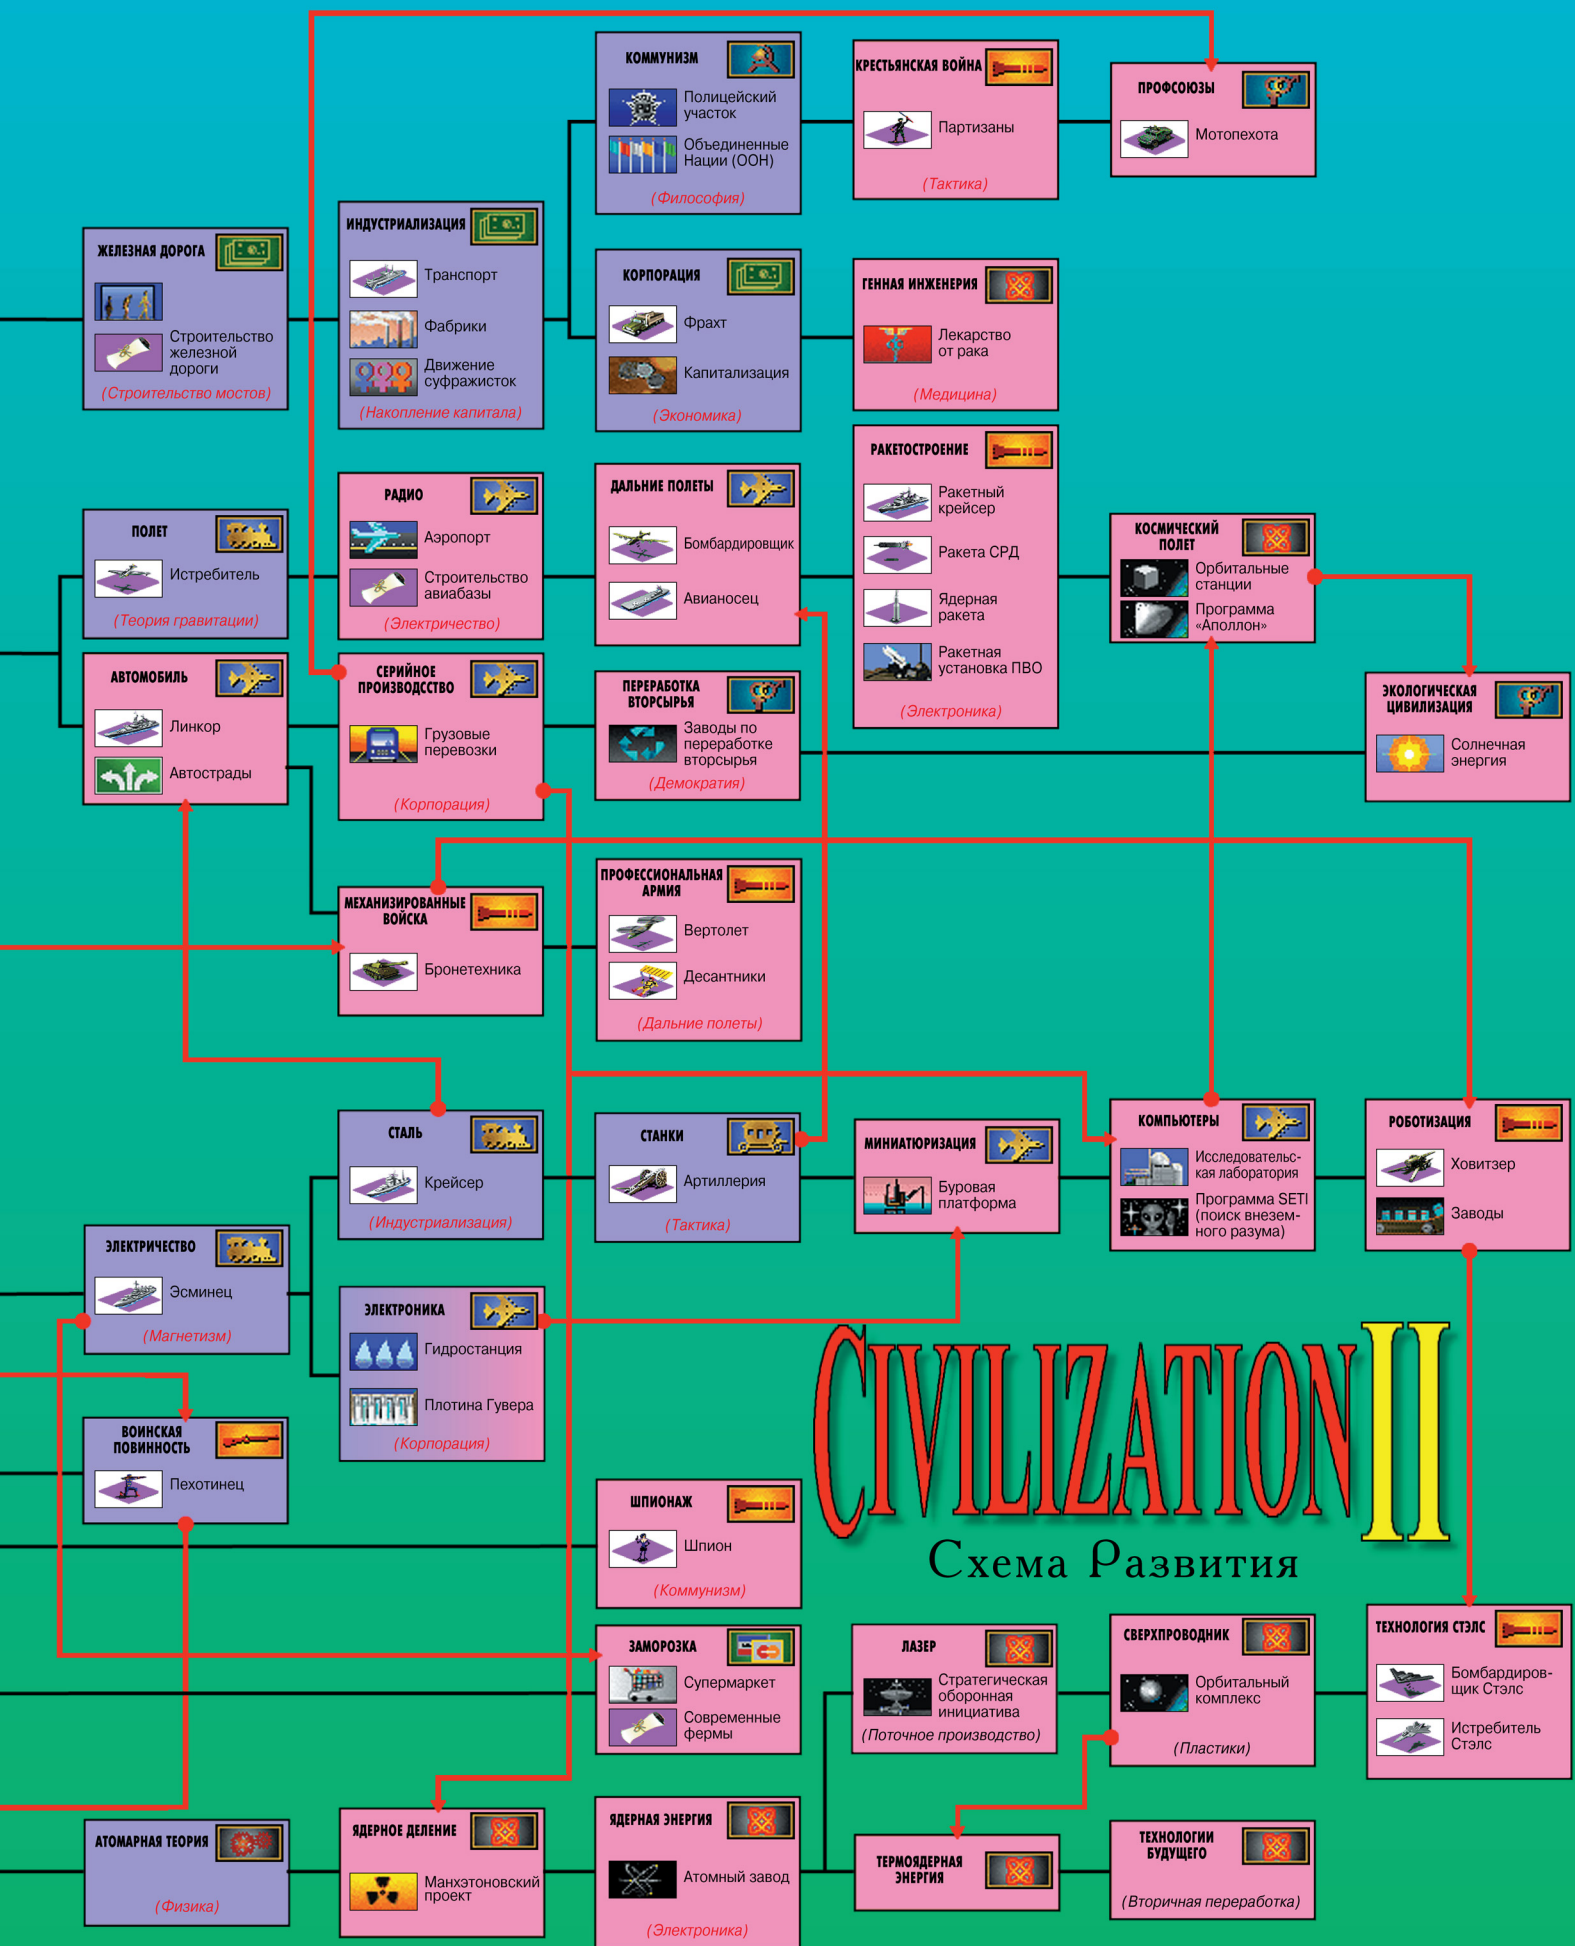 КОММУНИЗМ
Полицейский
участок
Объединенные
Нации (ООН)
(Философия)
КРЕСТЬЯНСКАЯ ВОЙНА
Партизаны
(Тактика)
ПРОФСОЮЗЫ
Мотопехота
ЖЕЛЕЗНАЯ ДОРОГА
Строительство
железной
дороги
(Строительство мостов)
ИНДУСТРИАЛИЗАЦИЯ
Транспорт
Фабрики
Движение
суфражисток
(Накопление капитала)
КОРПОРАЦИЯ
Фрахт
Капитализация
(Экономика)
ГЕННАЯ ИНЖЕНЕРИЯ
Лекарство
от рака
(Медицина)
ПОЛЕТ
Истребитель
(Теория гравитации)
РАДИО
Аэропорт
Строительство
авиабазы
(Электричество)
ДАЛЬНИЕ ПОЛЕТЫ
Бомбардировщик
Авианосец
РАКЕТОСТРОЕНИЕ
Ракетный
крейсер
Ракета СРД
Ядерная
ракета
Ракетная
установка ПВО
(Электроника)
КОСМИЧЕСКИЙ
ПОЛЕТ
Орбитальные
станции
Программа
«Аполлон»
АВТОМОБИЛЬ
Линкор
Автострады
СЕРИЙНОЕ
ПРОИЗВОДСТВО
Грузовые
перевозки
(Корпорация)
ПЕРЕРАБОТКА
ВТОРСЫРЬЯ
Заводы по
переработке
вторсырья
(Демократия)
ЭКОЛОГИЧЕСКАЯ
ЦИВИЛИЗАЦИЯ
Солнечная
энергия
МЕХАНИЗИРОВАННЫЕ
ВОЙСКА
Бронетехника
ПРОФЕССИОНАЛЬНАЯ
АРМИЯ
Вертолет
Десантники
(Дальние полеты)
СТАЛЬ
Крейсер
(Индустриализация)
СТАНКИ
Артиллерия
(Тактика)
МИНИАТЮРИЗАЦИЯ
Буровая
платформа
КОМПЬЮТЕРЫ
Исследовательс-
кая лаборатория
Программа SETI
(поиск внезем-
ного разума)
РОБОТИЗАЦИЯ
Ховитзер
Заводы
ЭЛЕКТРИЧЕСТВО
Эсминец
(Магнетизм)
ЭЛЕКТРОНИКА
Гидростанция
Плотина Гувера
(Корпорация)
CIVILIZATION II
Схема Развития
ВОИНСКАЯ
ПОВИННОСТЬ
Пехотинец
ШПИОНАЖ
Шпион
(Коммунизм)
ЗАМОРОЗКА
Супермаркет
Современные
фермы
ЛАЗЕР
Стратегическая
оборонная
инициатива
(Поточное производство)
СВЕРХПРОВОДНИК
Орбитальный
комплекс
(Пластики)
ТЕХНОЛОГИЯ СТЭЛС
Бомбардиров-
щик Стэлс
Истребитель
Стэлс
АТОМАРНАЯ ТЕОРИЯ
(Физика)
ЯДЕРНОЕ ДЕЛЕНИЕ
Манхэтоновский
проект
ЯДЕРНАЯ ЭНЕРГИЯ
Атомный завод
(Электроника)
ТЕРМОЯДЕРНАЯ
ЭНЕРГИЯ
ТЕХНОЛОГИИ
БУДУЩЕГО
(Вторичная переработка)